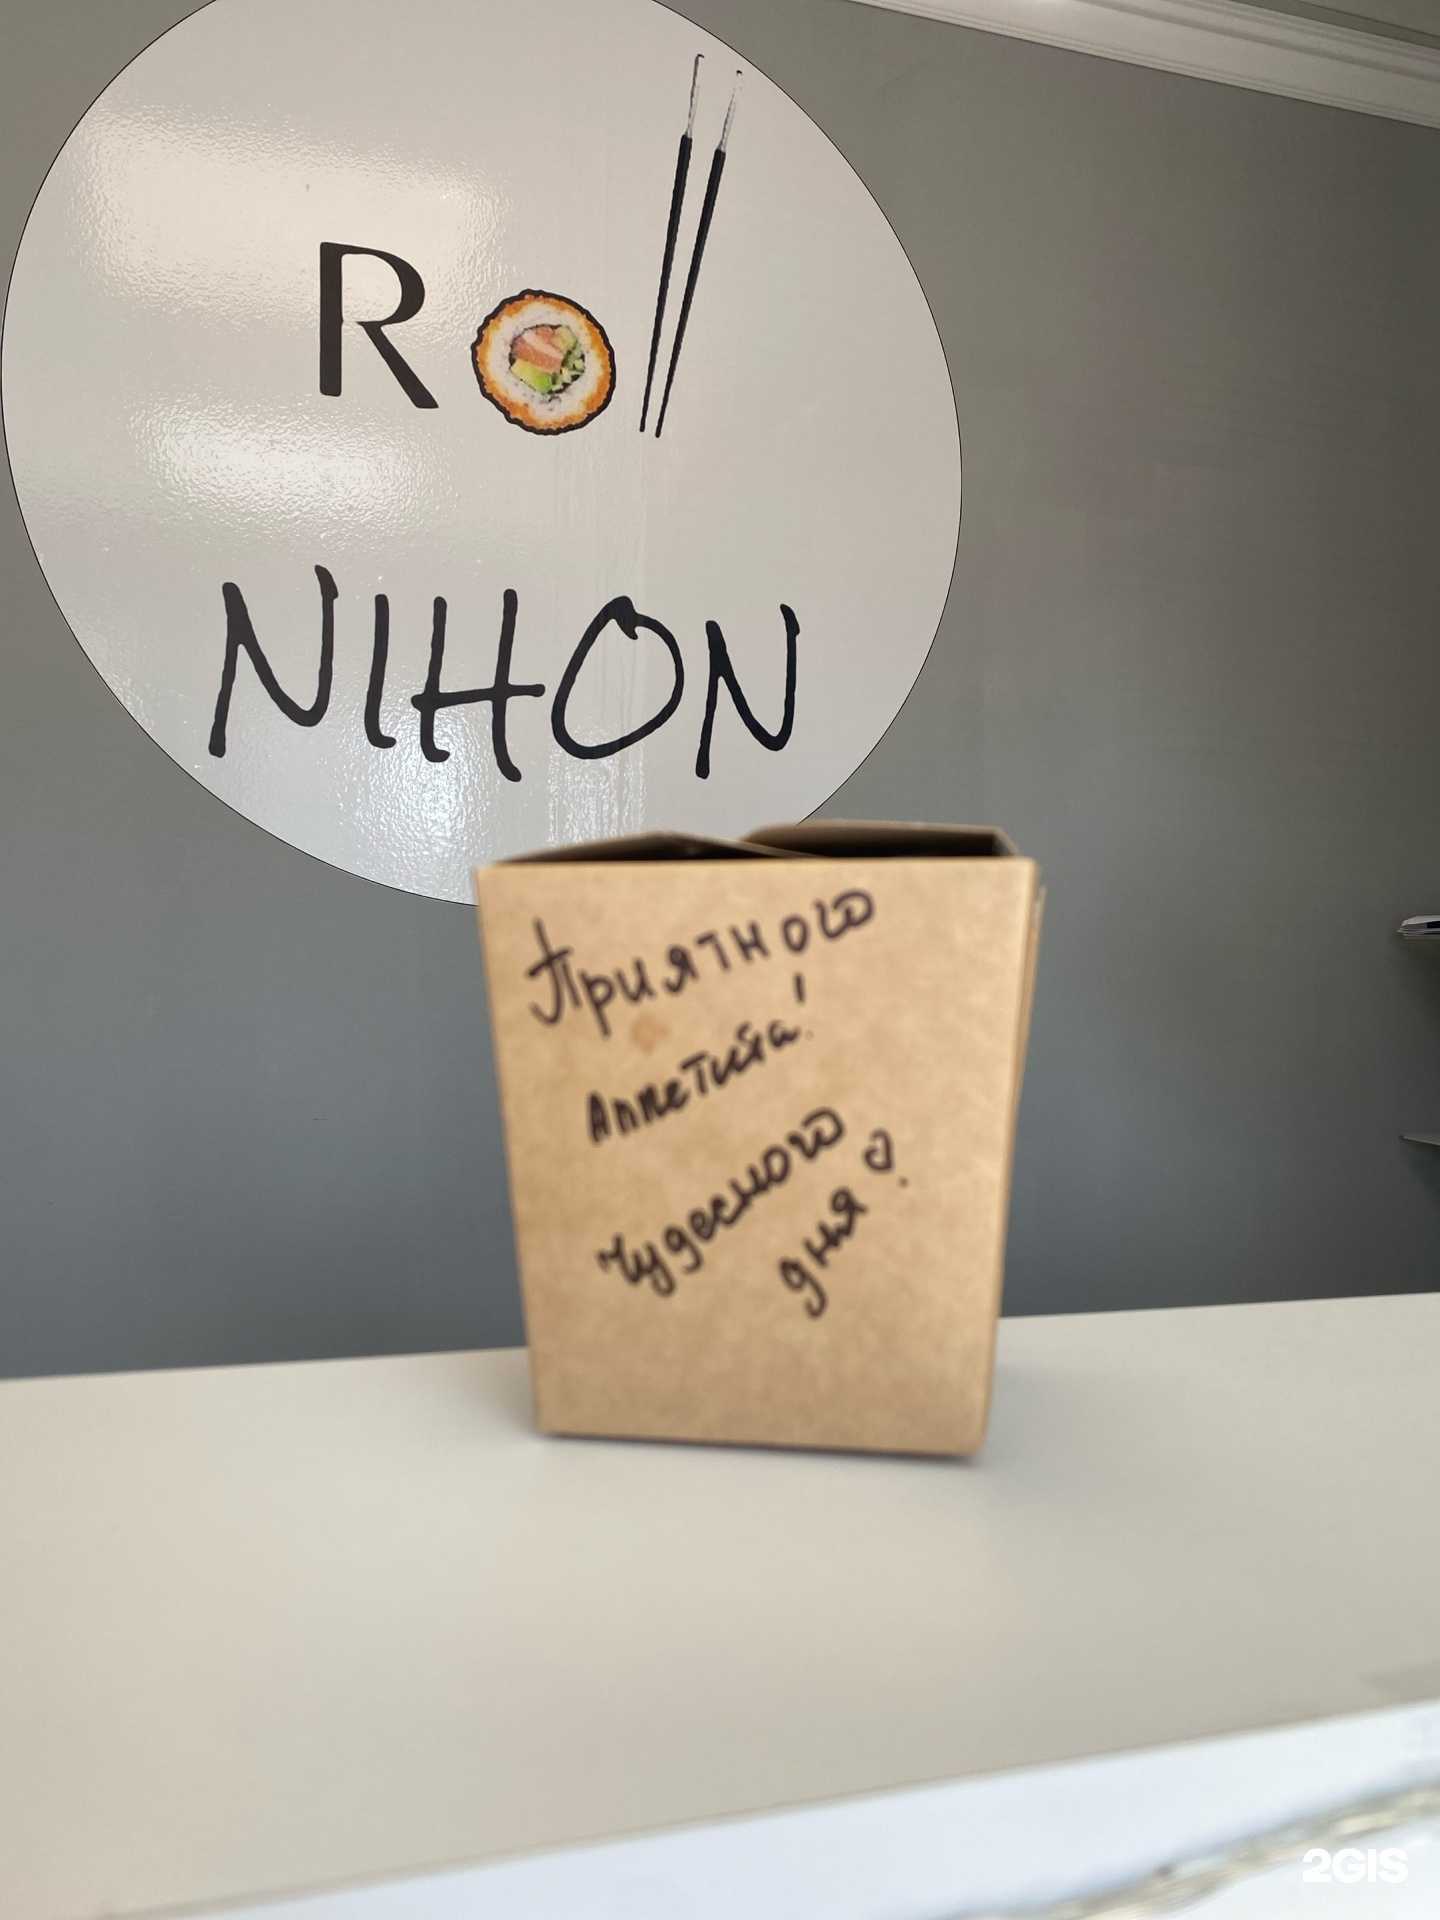 Roll
NIHON
Приятного
Аппетита!
Чудесного
дня!
2GIS